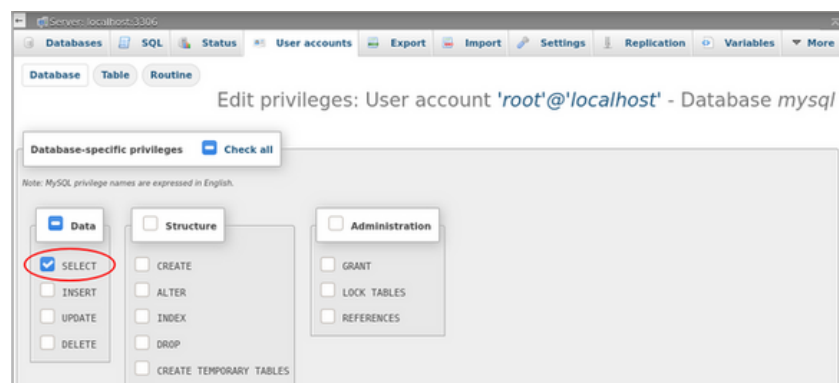 Server: localhost:3306
Databases SQL Status User accounts Export Import Settings Replication Variables More
Database Table Routine
Edit privileges: User account 'root'@'localhost' - Database mysql
Database-specific privileges Check all
Note: MySQL privilege names are expressed in English.
Data Structure Administration
SELECT CREATE GRANT
INSERT ALTER LOCK TABLES
UPDATE INDEX REFERENCES
DELETE DROP
CREATE TEMPORARY TABLES